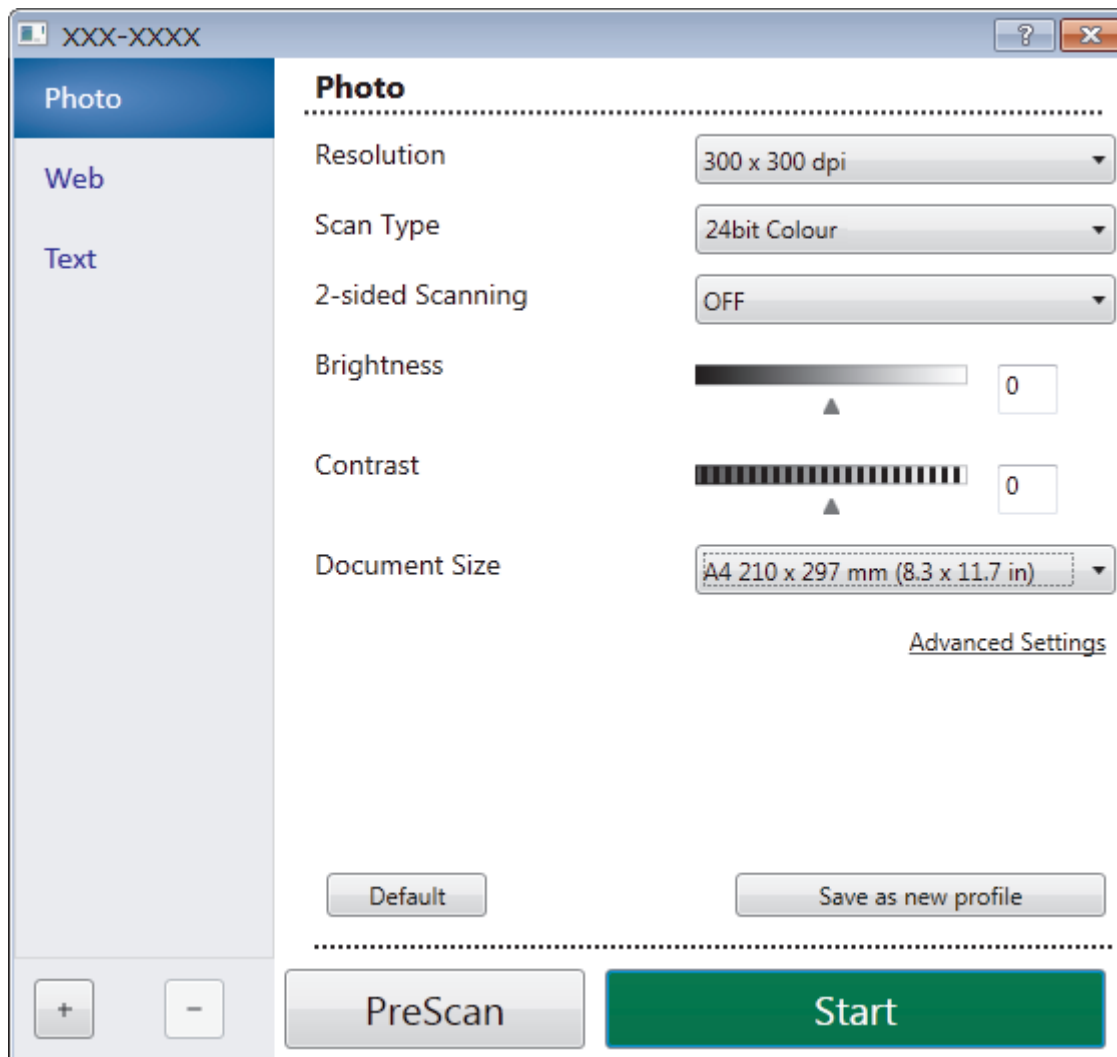 XXX-XXXX
?
Photo
Web
Text
Photo
Resolution
300 x 300 dpi
Scan Type
24bit Colour
2-sided Scanning
OFF
Brightness
0
Contrast
0
Document Size
A4 210 x 297 mm (8.3 x 11.7 in)
Advanced Settings
Default
Save as new profile
+
−
PreScan
Start